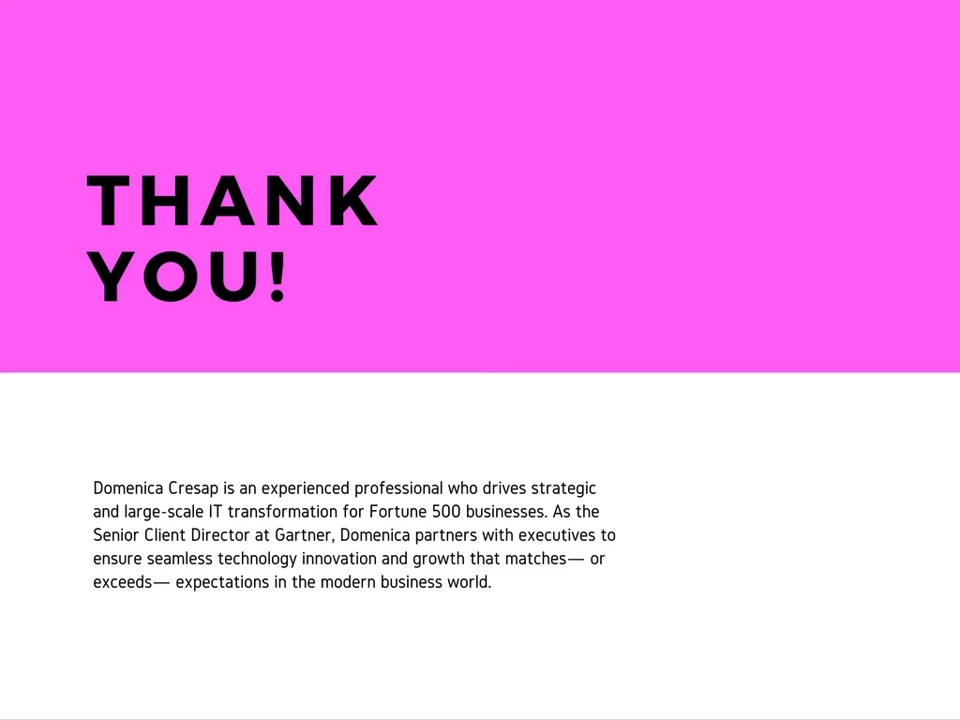 THANK
YOU!
Domenica Cresap is an experienced professional who drives strategic
and large-scale IT transformation for Fortune 500 businesses. As the
Senior Client Director at Gartner, Domenica partners with executives to
ensure seamless technology innovation and growth that matches— or
exceeds— expectations in the modern business world.